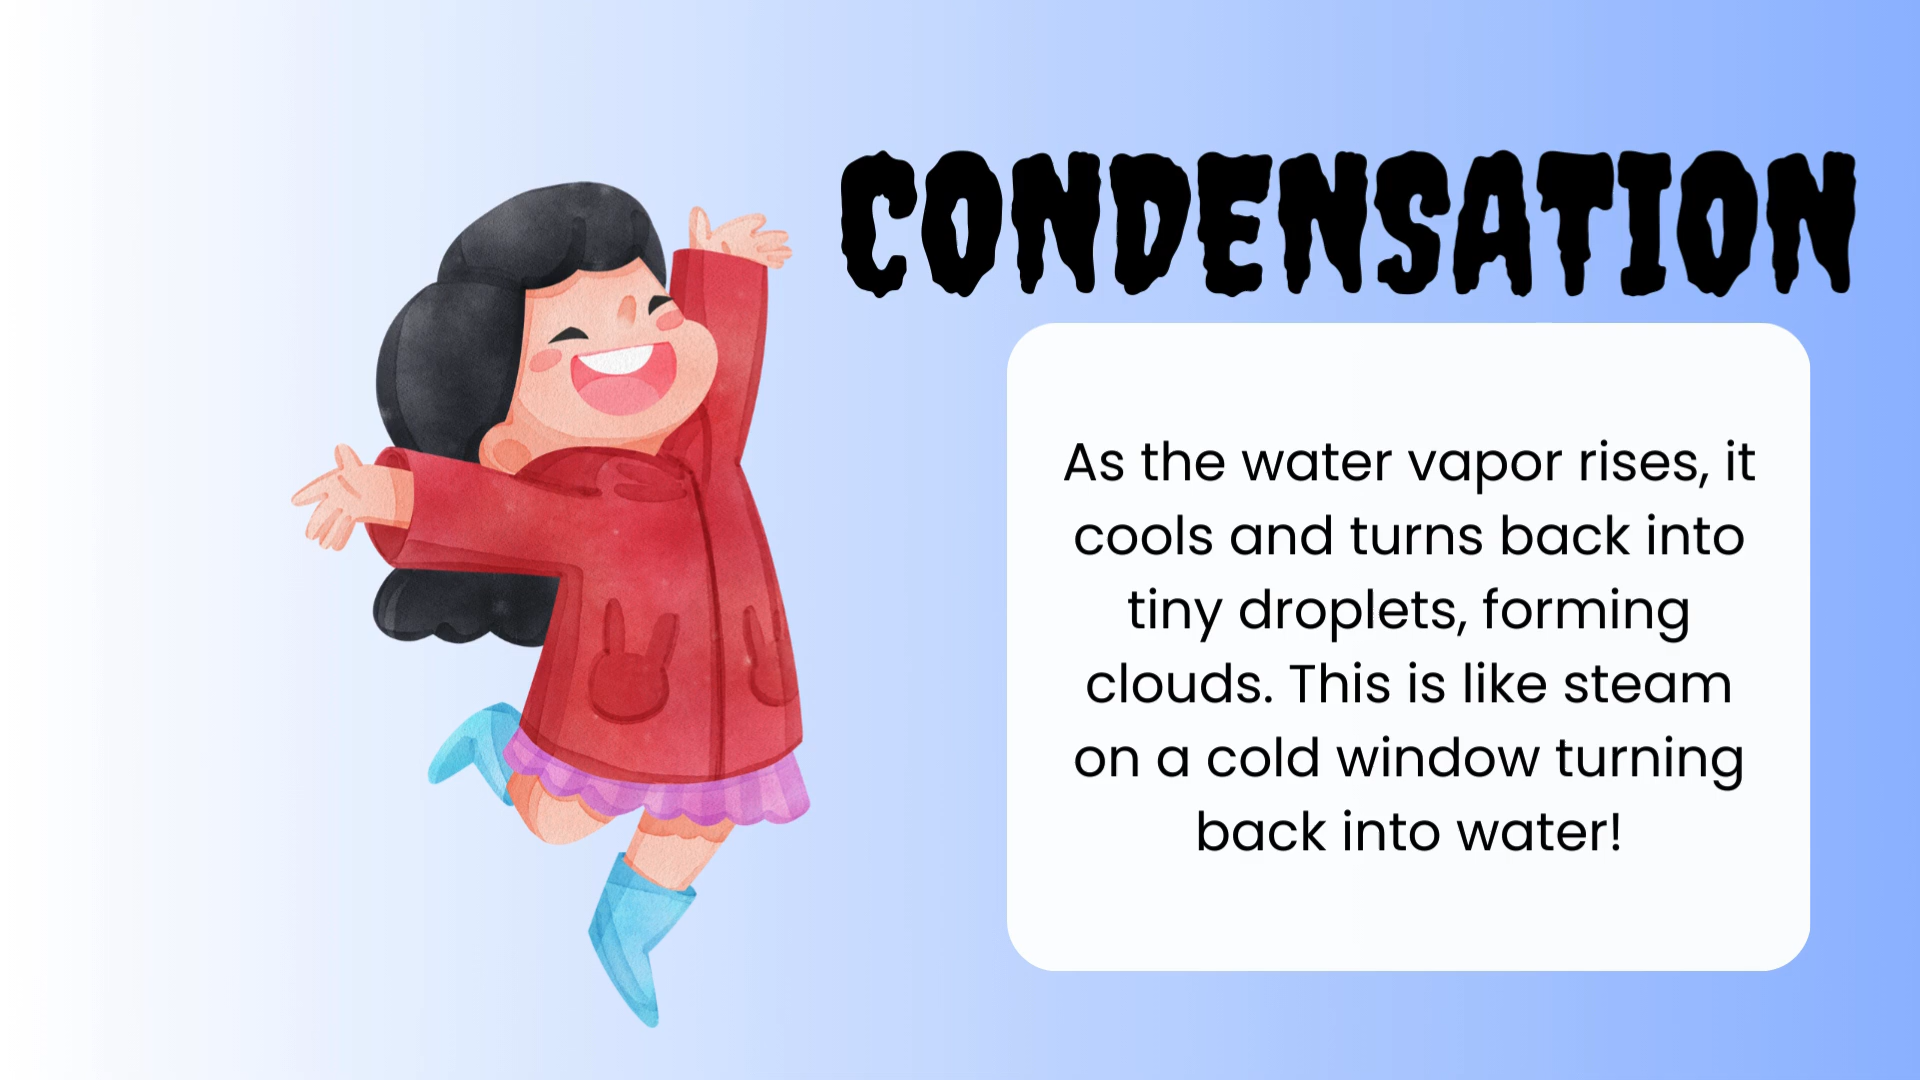 CONDENSATION
As the water vapor rises, it
cools and turns back into
tiny droplets, forming
clouds. This is like steam
on a cold window turning
back into water!